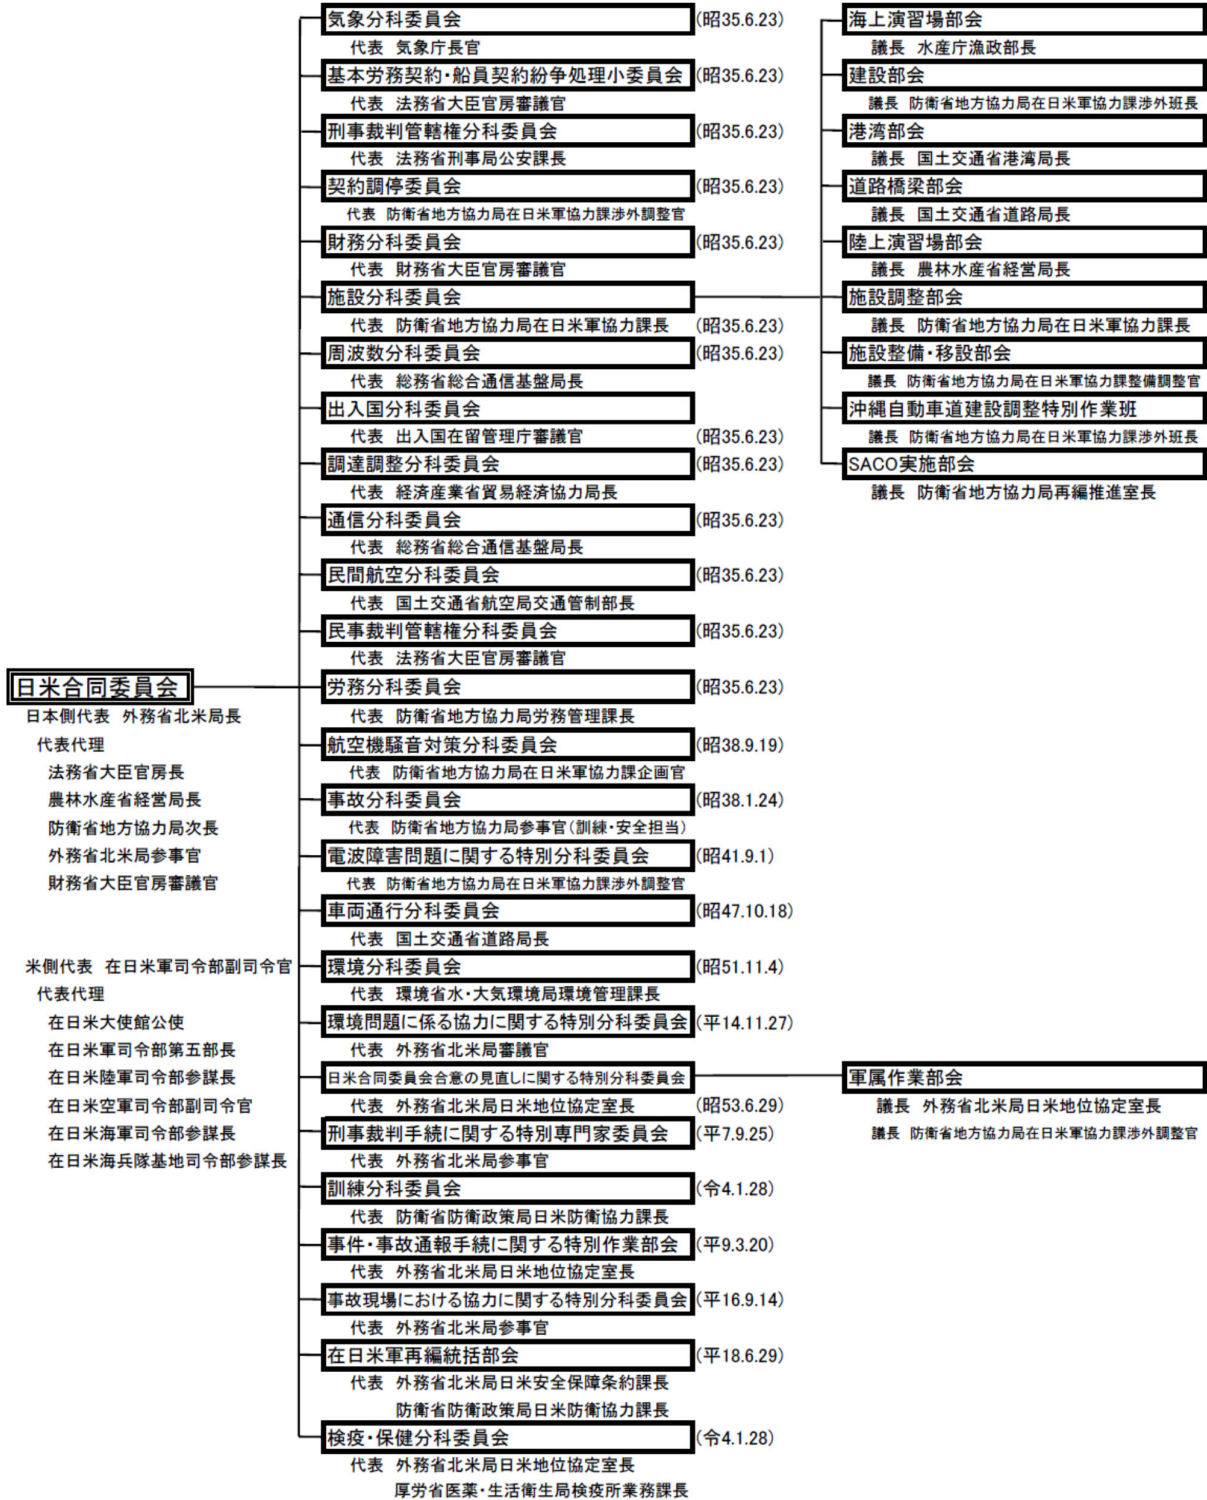 日米合同委員会
日本側代表 外務省北米局長
代表代理
法務省大臣官房長
農林水産省経営局長
防衛省地方協力局次長
外務省北米局参事官
財務省大臣官房審議官
米側代表 在日米軍司令部副司令官
代表代理
在日米大使館公使
在日米軍司令部第五部長
在日米陸軍司令部参謀長
在日米空軍司令部副司令官
在日米海軍司令部参謀長
在日米海兵隊基地司令部参謀長
気象分科委員会 (昭35.6.23)
代表 気象庁長官
基本労務契約・船員契約紛争処理小委員会 (昭35.6.23)
代表 法務省大臣官房審議官
刑事裁判管轄権分科委員会 (昭35.6.23)
代表 法務省刑事局公安課長
契約調停委員会 (昭35.6.23)
代表 防衛省地方協力局在日米軍協力課渉外調整官
財務分科委員会 (昭35.6.23)
代表 財務省大臣官房審議官
施設分科委員会
代表 防衛省地方協力局在日米軍協力課長 (昭35.6.23)
周波数分科委員会 (昭35.6.23)
代表 総務省総合通信基盤局長
出入国分科委員会
代表 出入国在留管理庁審議官 (昭35.6.23)
調達調整分科委員会 (昭35.6.23)
代表 経済産業省貿易経済協力局長
通信分科委員会 (昭35.6.23)
代表 総務省総合通信基盤局長
民間航空分科委員会 (昭35.6.23)
代表 国土交通省航空局交通管制部長
民事裁判管轄権分科委員会 (昭35.6.23)
代表 法務省大臣官房審議官
労務分科委員会 (昭35.6.23)
代表 防衛省地方協力局労務管理課長
航空機騒音対策分科委員会 (昭38.9.19)
代表 防衛省地方協力局在日米軍協力課企画官
事故分科委員会 (昭38.1.24)
代表 防衛省地方協力局参事官(訓練・安全担当)
電波障害問題に関する特別分科委員会 (昭41.9.1)
代表 防衛省地方協力局在日米軍協力課渉外調整官
車両通行分科委員会 (昭47.10.18)
代表 国土交通省道路局長
環境分科委員会 (昭51.11.4)
代表 環境省水・大気環境局環境管理課長
環境問題に係る協力に関する特別分科委員会 (平14.11.27)
代表 外務省北米局審議官
日米合同委員会合意の見直しに関する特別分科委員会
代表 外務省北米局日米地位協定室長 (昭53.6.29)
刑事裁判手続に関する特別専門家委員会 (平7.9.25)
代表 外務省北米局参事官
訓練分科委員会 (令4.1.28)
代表 防衛省防衛政策局日米防衛協力課長
事件・事故通報手続に関する特別作業部会 (平9.3.20)
代表 外務省北米局日米地位協定室長
事故現場における協力に関する特別分科委員会 (平16.9.14)
代表 外務省北米局参事官
在日米軍再編統括部会 (平18.6.29)
代表 外務省北米局日米安全保障条約課長
防衛省防衛政策局日米防衛協力課長
検疫・保健分科委員会 (令4.1.28)
代表 外務省北米局日米地位協定室長
厚労省医薬・生活衛生局検疫所業務課長
海上演習場部会
議長 水産庁漁政部長
建設部会
議長 防衛省地方協力局在日米軍協力課渉外班長
港湾部会
議長 国土交通省港湾局長
道路橋梁部会
議長 国土交通省道路局長
陸上演習場部会
議長 農林水産省経営局長
施設調整部会
議長 防衛省地方協力局在日米軍協力課長
施設整備・移設部会
議長 防衛省地方協力局在日米軍協力課整備調整官
沖縄自動車道建設調整特別作業班
議長 防衛省地方協力局在日米軍協力課渉外班長
SACO実施部会
議長 防衛省地方協力局再編推進室長
軍属作業部会
議長 外務省北米局日米地位協定室長
議長 防衛省地方協力局在日米軍協力課渉外調整官